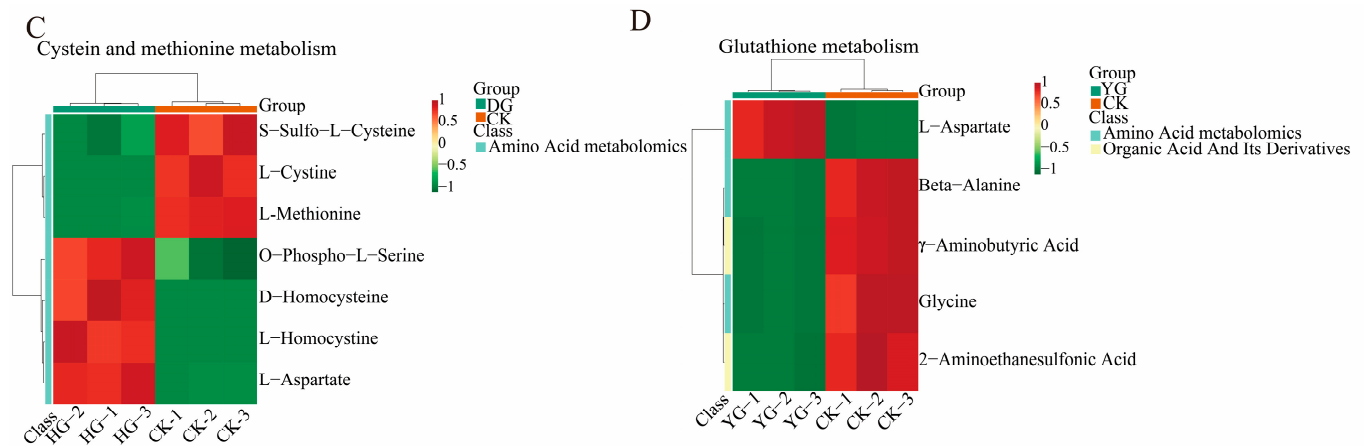 C
Cystein and methionine metabolism
Group
S−Sulfo−L−Cysteine
L−Cystine
L-Methionine
O−Phospho−L−Serine
D−Homocysteine
L−Homocystine
L−Aspartate
Class
HG−2
HG−1
HG−3
CK-1
CK-2
CK-3
1
0.5
0
−0.5
−1
Group
DG
CK
Class
Amino Acid metabolomics
D
Glutathione metabolism
Group
L−Aspartate
Beta−Alanine
γ−Aminobutyric Acid
Glycine
2−Aminoethanesulfonic Acid
Class
YG−1
YG−2
YG−3
CK−1
CK−2
CK−3
1
0.5
0
−0.5
−1
Group
YG
CK
Class
Amino Acid metabolomics
Organic Acid And Its Derivatives